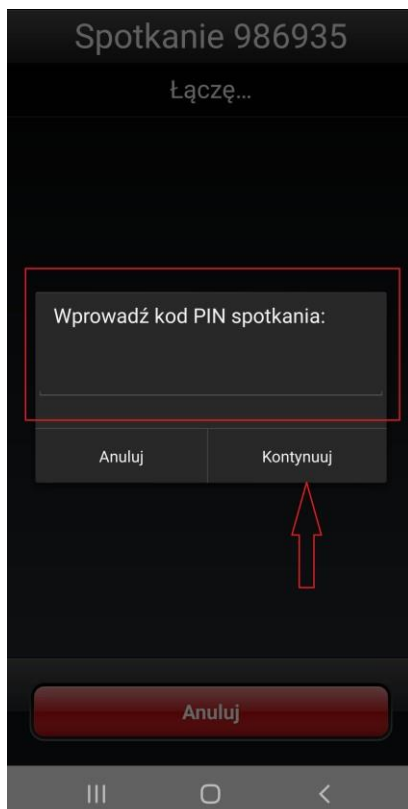 Spotkanie 986935
Łączę...
Wprowadź kod PIN spotkania:
Anuluj
Kontynuuj
Anuluj